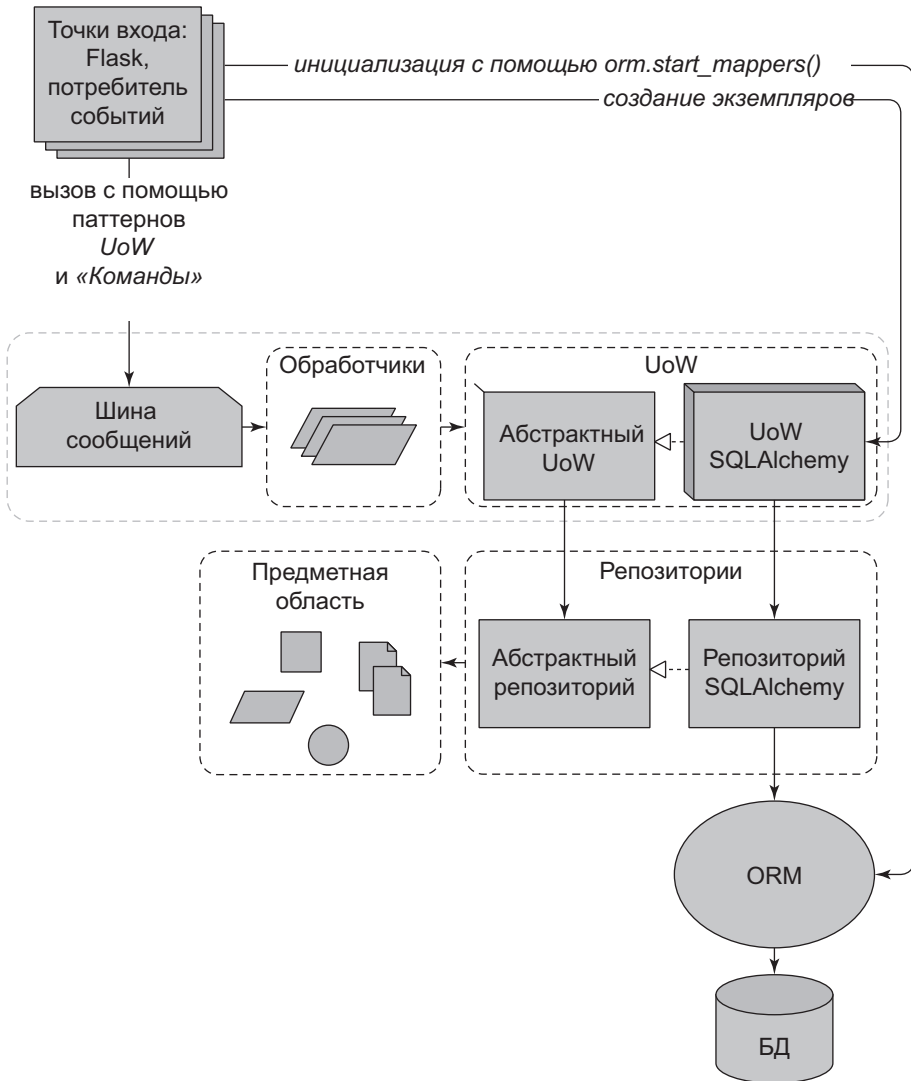 Точки входа:
Flask,
потребитель
событий
инициализация с помощью orm.start_mappers()
создание экземпляров
вызов с помощью
паттернов
UoW
и «Команды»
Шина
сообщений
Обработчики
UoW
Абстрактный
UoW
UoW
SQLAlchemy
Предметная
область
Репозитории
Абстрактный
репозиторий
Репозиторий
SQLAlchemy
ORM
БД